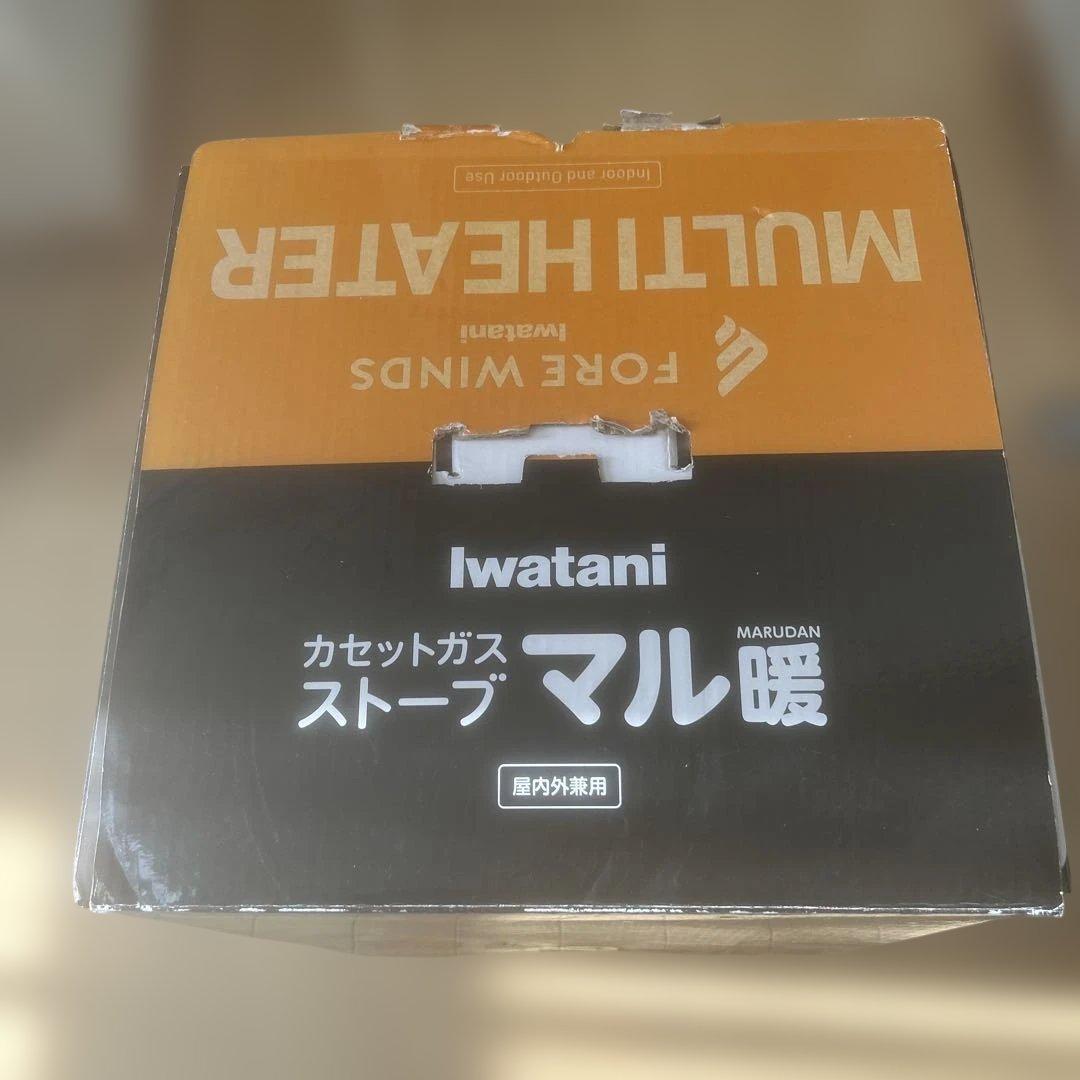 Indoor and Outdoor Use
MULTI HEATER
Iwatani
FORE WINDS
Iwatani
カセットガス
ストーブ
マル暖
MARUDAN
屋内外兼用